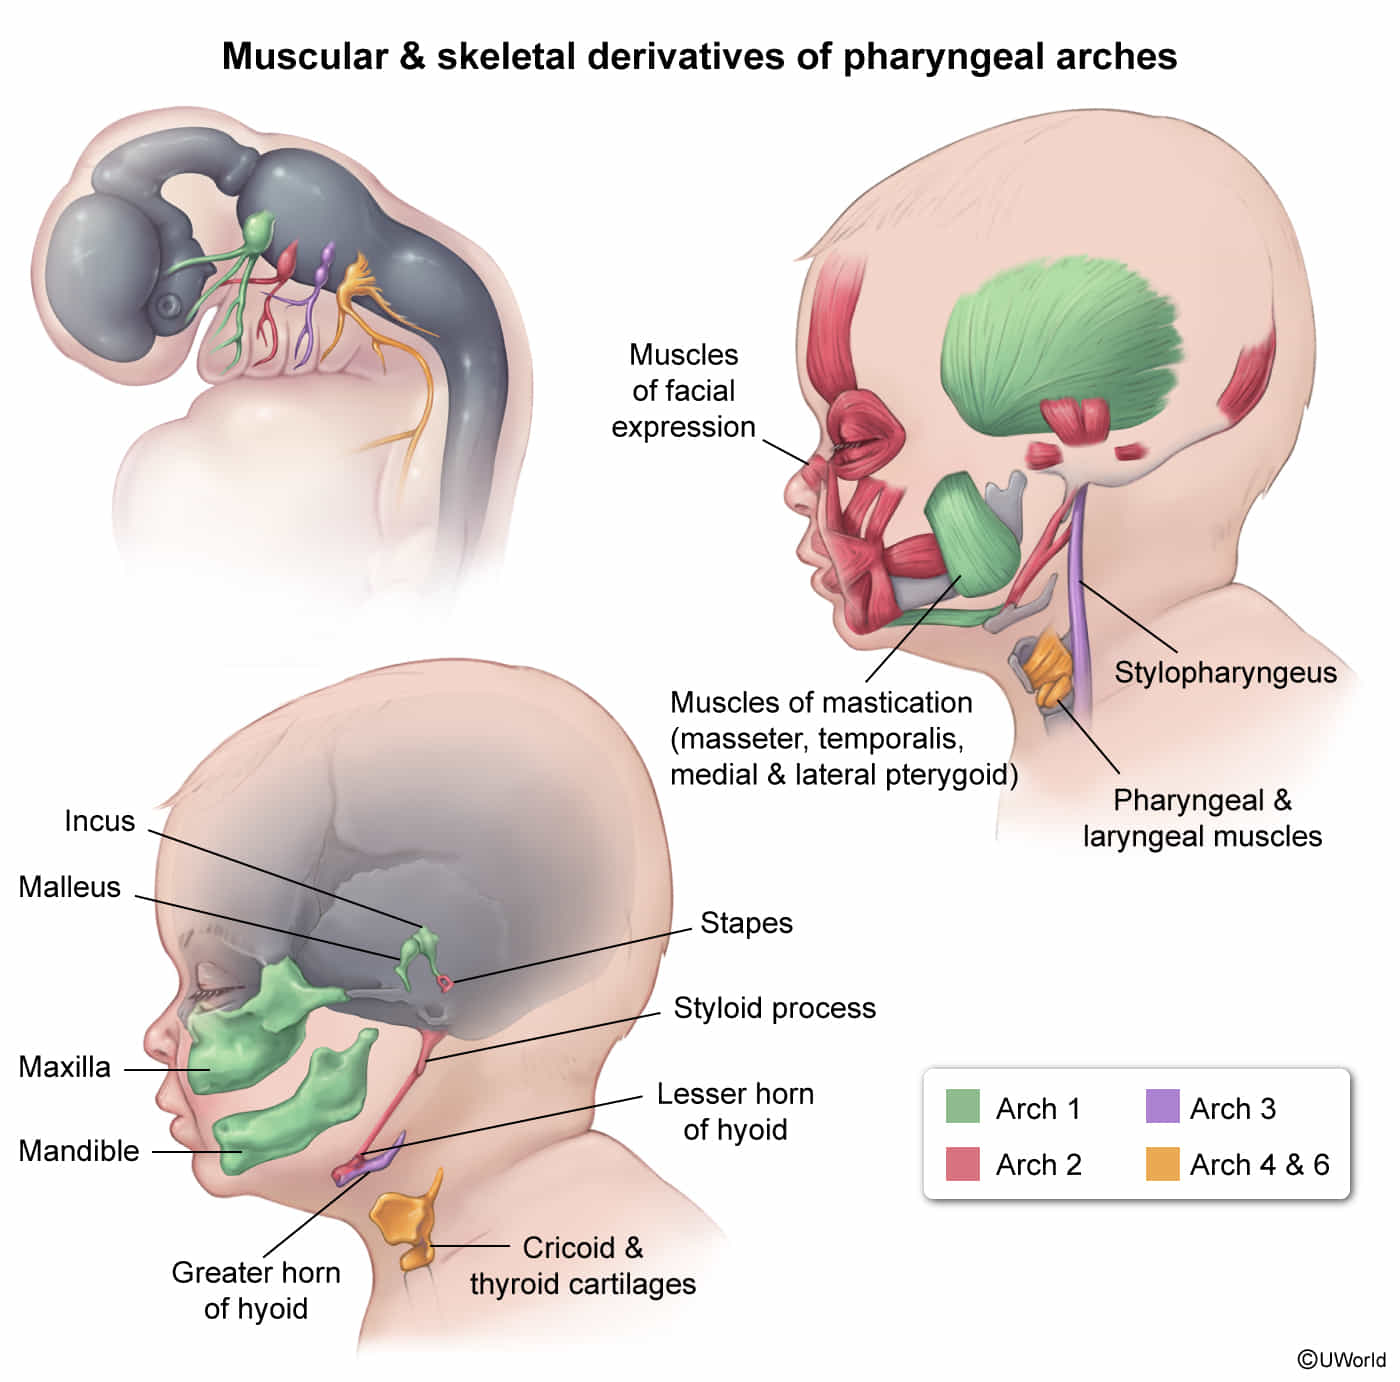 Muscular & skeletal derivatives of pharyngeal arches
Muscles
of facial
expression
Stylopharyngeus
Muscles of mastication
(masseter, temporalis,
medial & lateral pterygoid)
Pharyngeal &
laryngeal muscles
Incus
Malleus
Stapes
Styloid process
Maxilla
Lesser horn
of hyoid
Mandible
Greater horn
of hyoid
Cricoid &
thyroid cartilages
Arch 1
Arch 3
Arch 2
Arch 4 & 6
©UWorld